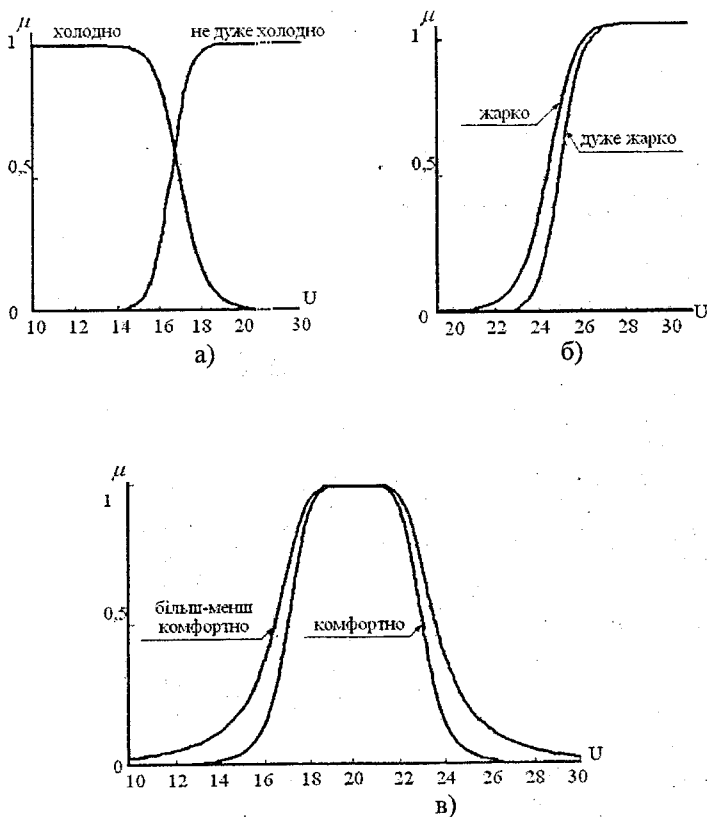 μ
холодно не дуже холодно
1
0,5
0
10 12 14 16 18 20 30
U
а)
μ
1
жарко
дуже жарко
0,5
0
20 22 24 26 28 30
U
б)
μ
1
більш-менш
комфортно
комфортно
0,5
0
10 12 14 16 18 20 22 24 26 28 30
U
в)